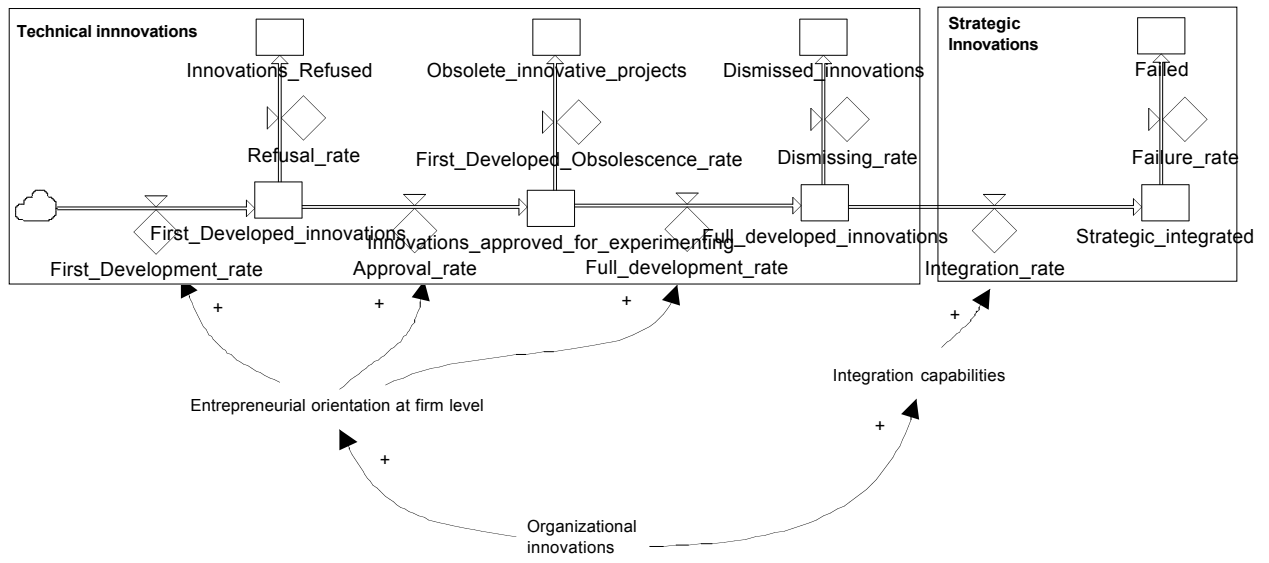 Technical innnovations
Strategic
Innovations
Innovations_Refused
Obsolete_innovative_projects
Dismissed_innovations
Failed
Refusal_rate
First_Developed_Obsolescence_rate
Dismissing_rate
Failure_rate
First_Developed_innovations
Innovations_approved_for_experimenting
Full_developed_innovations
Strategic_integrated
First_Development_rate
Approval_rate
Full_development_rate
Integration_rate
+
+
+
+
Integration capabilities
Entrepreneurial orientation at firm level
+
+
Organizational
innovations